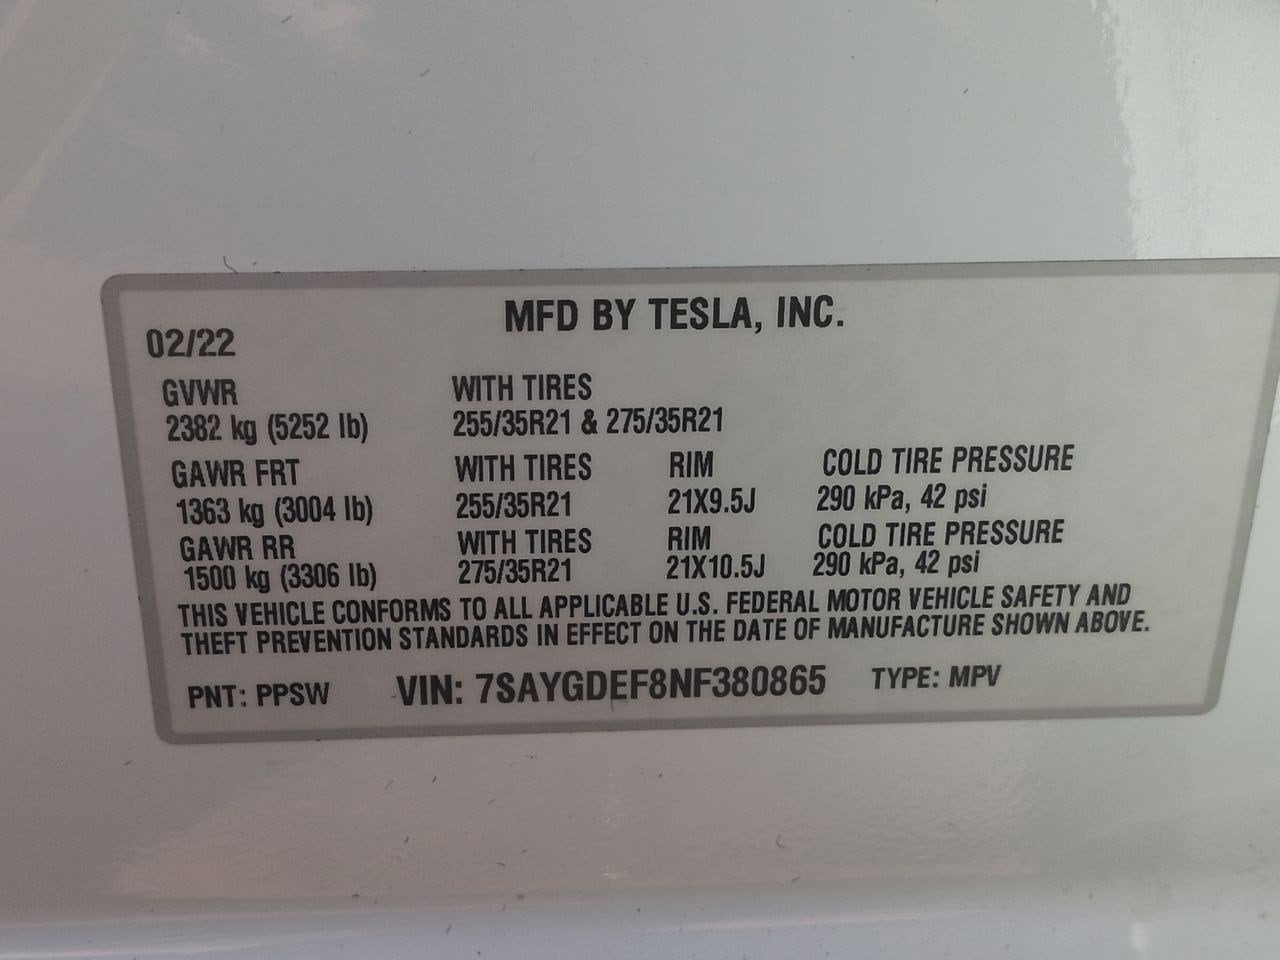 MFD BY TESLA, INC.
02/22
GVWR WITH TIRES
2382 kg (5252 lb) 255/35R21 & 275/35R21
GAWR FRT WITH TIRES RIM COLD TIRE PRESSURE
1363 kg (3004 lb) 255/35R21 21X9.5J 290 kPa, 42 psi
GAWR RR WITH TIRES RIM COLD TIRE PRESSURE
1500 kg (3306 lb) 275/35R21 21X10.5J 290 kPa, 42 psi
THIS VEHICLE CONFORMS TO ALL APPLICABLE U.S. FEDERAL MOTOR VEHICLE SAFETY AND
THEFT PREVENTION STANDARDS IN EFFECT ON THE DATE OF MANUFACTURE SHOWN ABOVE.
PNT: PPSW VIN: 7SAYGDEF8NF380865 TYPE: MPV